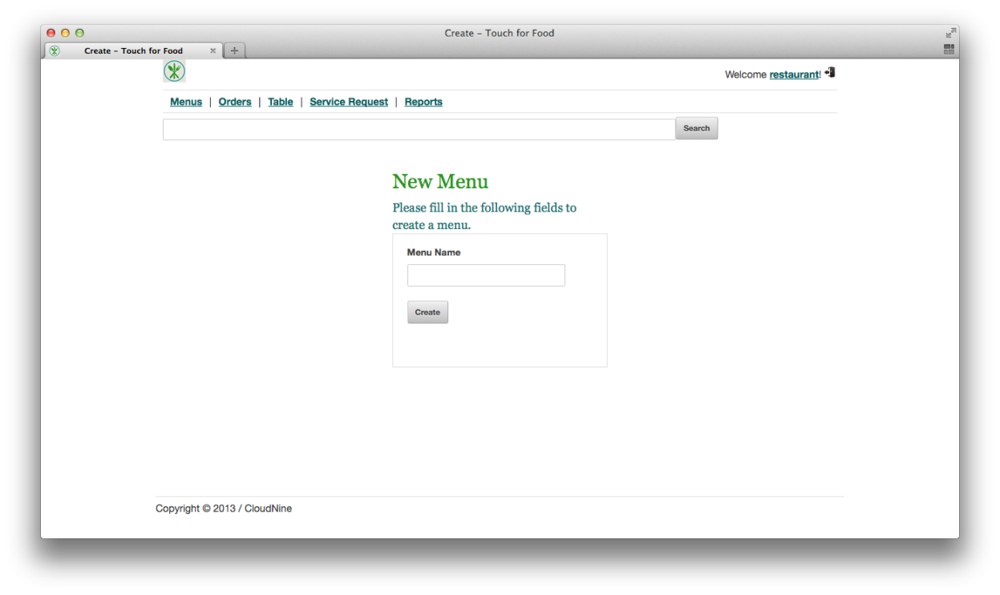 Create – Touch for Food
Create – Touch for Food
Welcome restaurant!
Menus | Orders | Table | Service Request | Reports
Search
New Menu
Please fill in the following fields to
create a menu.
Menu Name
Create
Copyright © 2013 / CloudNine